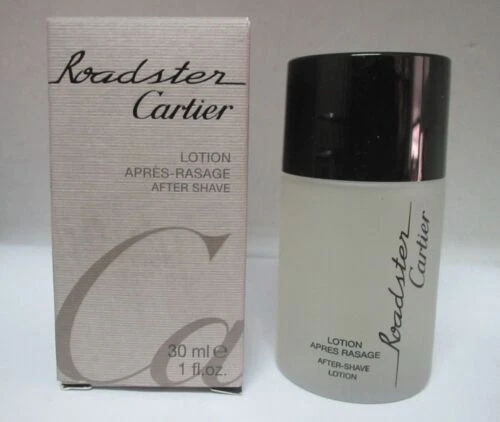 Roadster
Cartier
LOTION
APRÈS-RASAGE
AFTER SHAVE
Ca
30 ml e
1 fl.oz.
Roadster
Cartier
LOTION
APRES RASAGE
AFTER-SHAVE
LOTION